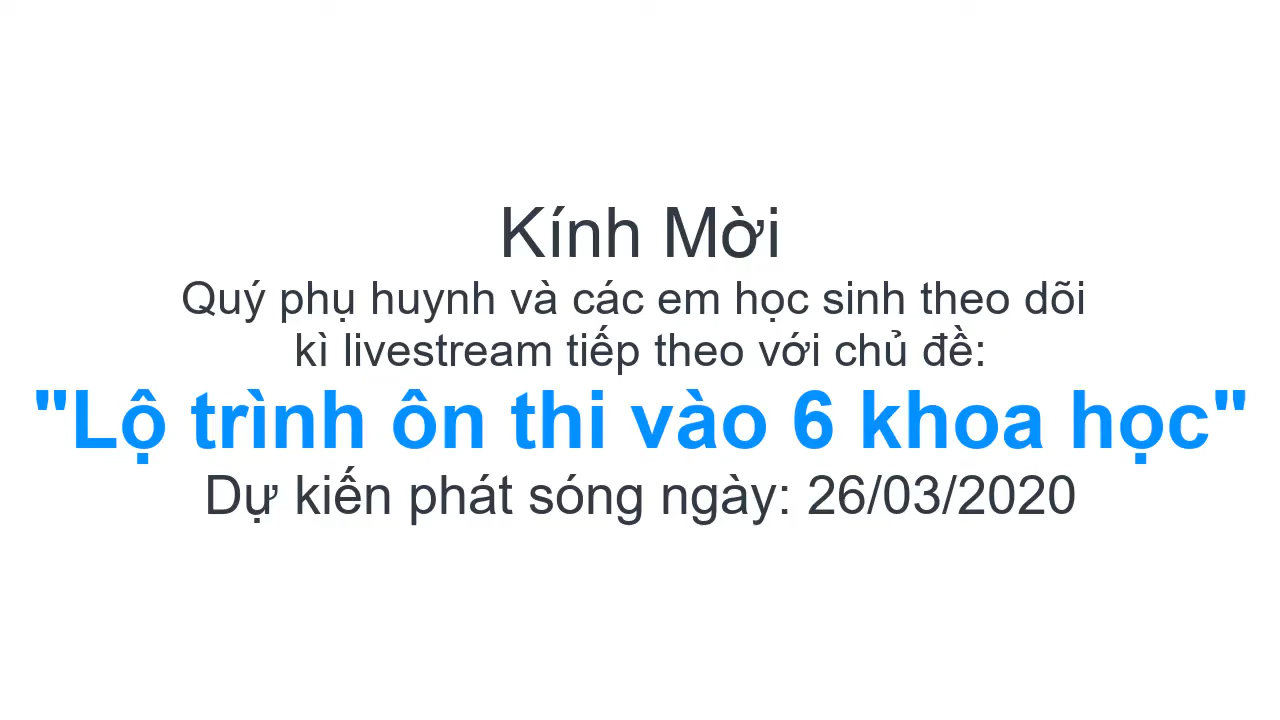 Kính Mời
Quý phụ huynh và các em học sinh theo dõi
kì livestream tiếp theo với chủ đề:
"Lộ trình ôn thi vào 6 khoa học"
Dự kiến phát sóng ngày: 26/03/2020